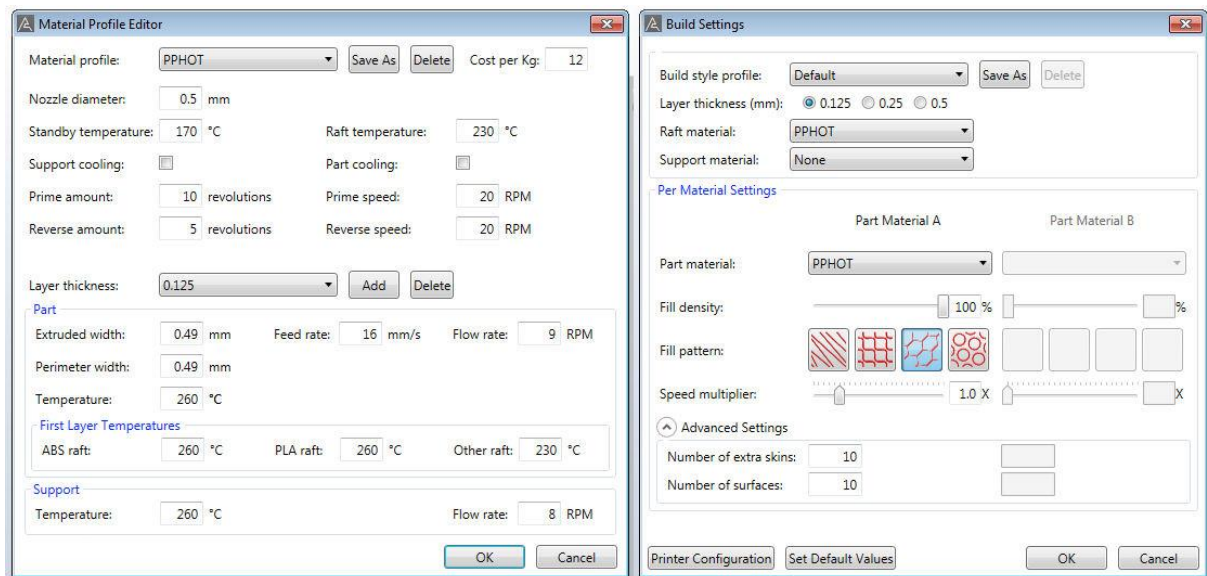 Material Profile Editor
Material profile: PPHOT Save As Delete Cost per Kg: 12
Nozzle diameter: 0.5 mm
Standby temperature: 170 °C Raft temperature: 230 °C
Support cooling: Part cooling:
Prime amount: 10 revolutions Prime speed: 20 RPM
Reverse amount: 5 revolutions Reverse speed: 20 RPM
Layer thickness: 0.125 Add Delete
Part
Extruded width: 0.49 mm Feed rate: 16 mm/s Flow rate: 9 RPM
Perimeter width: 0.49 mm
Temperature: 260 °C
First Layer Temperatures
ABS raft: 260 °C PLA raft: 260 °C Other raft: 230 °C
Support
Temperature: 260 °C Flow rate: 8 RPM
OK Cancel
Build Settings
Build style profile: Default Save As Delete
Layer thickness (mm): 0.125 0.25 0.5
Raft material: PPHOT
Support material: None
Per Material Settings
Part Material A Part Material B
Part material: PPHOT
Fill density: 100 % %
Fill pattern:
Speed multiplier: 1.0 X X
Advanced Settings
Number of extra skins: 10
Number of surfaces: 10
Printer Configuration Set Default Values OK Cancel